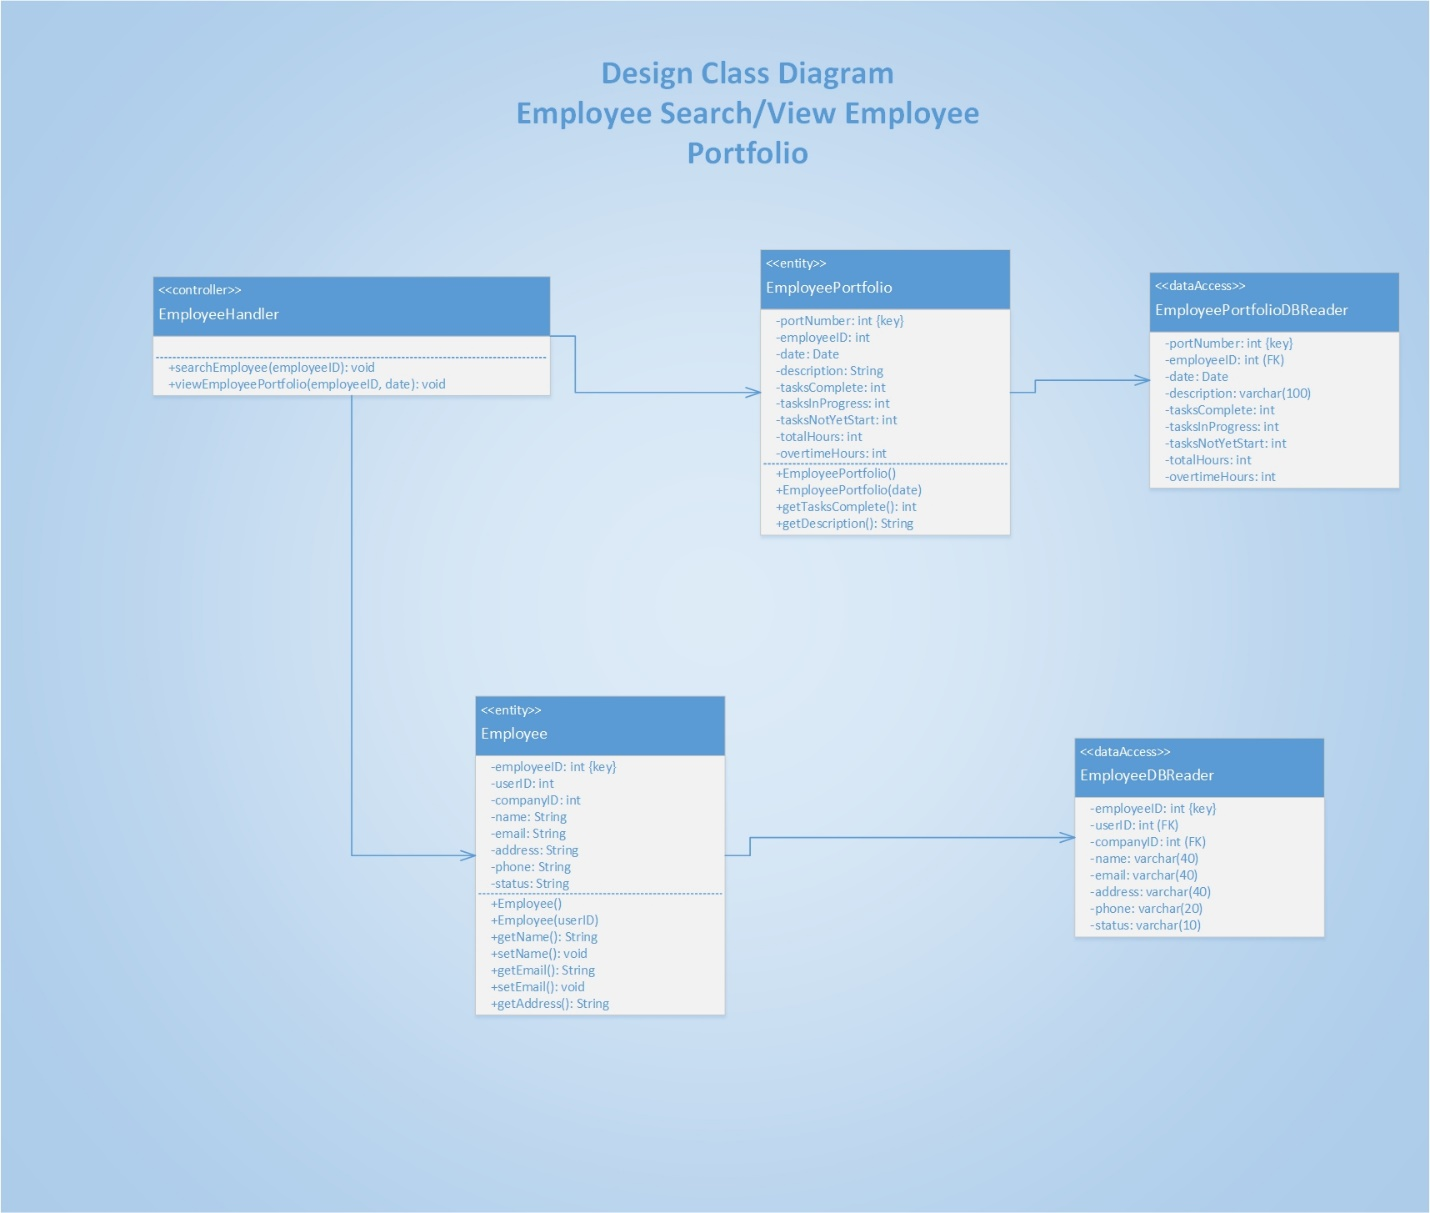 Design Class Diagram
Employee Search/View Employee
Portfolio
<<controller>>
EmployeeHandler
+searchEmployee(employeeID): void
+viewEmployeePortfolio(employeeID, date): void
<<entity>>
EmployeePortfolio
-portNumber: int {key}
-employeeID: int
-date: Date
-description: String
-tasksComplete: int
-tasksInProgress: int
-tasksNotYetStart: int
-totalHours: int
-overtimeHours: int
+EmployeePortfolio()
+EmployeePortfolio(date)
+getTasksComplete(): int
+getDescription(): String
<<dataAccess>>
EmployeePortfolioDBReader
-portNumber: int {key}
-employeeID: int (FK)
-date: Date
-description: varchar(100)
-tasksComplete: int
-tasksInProgress: int
-tasksNotYetStart: int
-totalHours: int
-overtimeHours: int
<<entity>>
Employee
-employeeID: int {key}
-userID: int
-companyID: int
-name: String
-email: String
-address: String
-phone: String
-status: String
+Employee()
+Employee(userID)
+getName(): String
+setName(): void
+getEmail(): String
+setEmail(): void
+getAddress(): String
<<dataAccess>>
EmployeeDBReader
-employeeID: int {key}
-userID: int (FK)
-companyID: int (FK)
-name: varchar(40)
-email: varchar(40)
-address: varchar(40)
-phone: varchar(20)
-status: varchar(10)